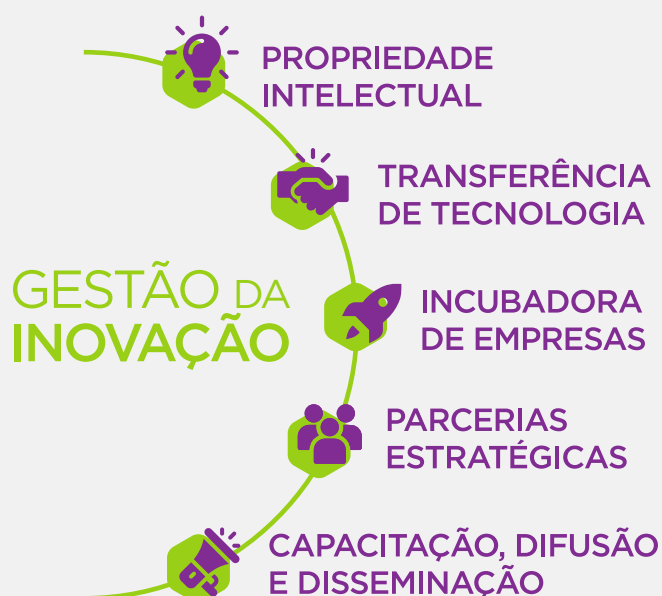 PROPRIEDADE
INTELECTUAL
TRANSFERÊNCIA
DE TECNOLOGIA
GESTÃO DA
INOVAÇÃO
INCUBADORA
DE EMPRESAS
PARCERIAS
ESTRATÉGICAS
CAPACITAÇÃO, DIFUSÃO
E DISSEMINAÇÃO